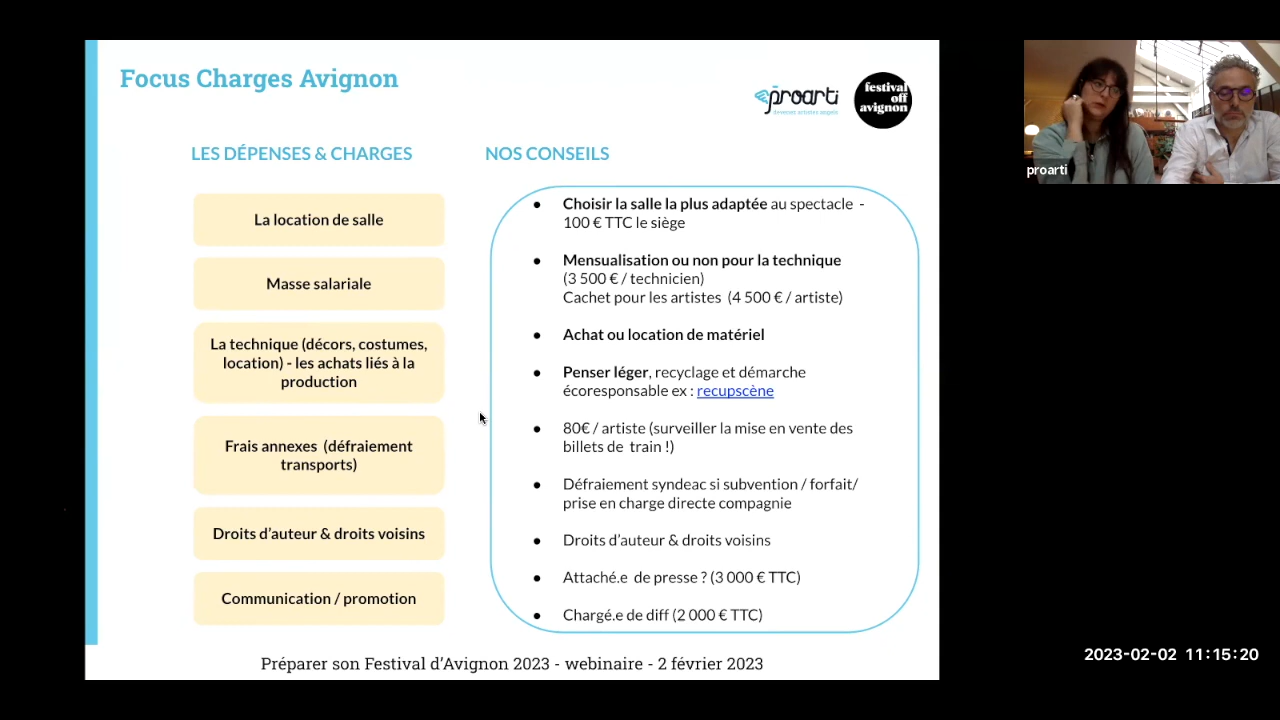 Focus Charges Avignon
proarti
devenez artistes angels
festival
off
avignon
LES DÉPENSES & CHARGES
NOS CONSEILS
La location de salle
Masse salariale
La technique (décors, costumes,
location) - les achats liés à la
production
Frais annexes (défraiement
transports)
Droits d'auteur & droits voisins
Communication / promotion
● Choisir la salle la plus adaptée au spectacle -
100 € TTC le siège
● Mensualisation ou non pour la technique
(3 500 € / technicien)
Cachet pour les artistes (4 500 € / artiste)
● Achat ou location de matériel
● Penser léger, recyclage et démarche
écoresponsable ex : recupscène
● 80€ / artiste (surveiller la mise en vente des
billets de train !)
● Défraiement syndeac si subvention / forfait/
prise en charge directe compagnie
● Droits d'auteur & droits voisins
● Attaché.e de presse ? (3 000 € TTC)
● Chargé.e de diff (2 000 € TTC)
Préparer son Festival d'Avignon 2023 - webinaire - 2 février 2023
proarti
2023-02-02 11:15:20